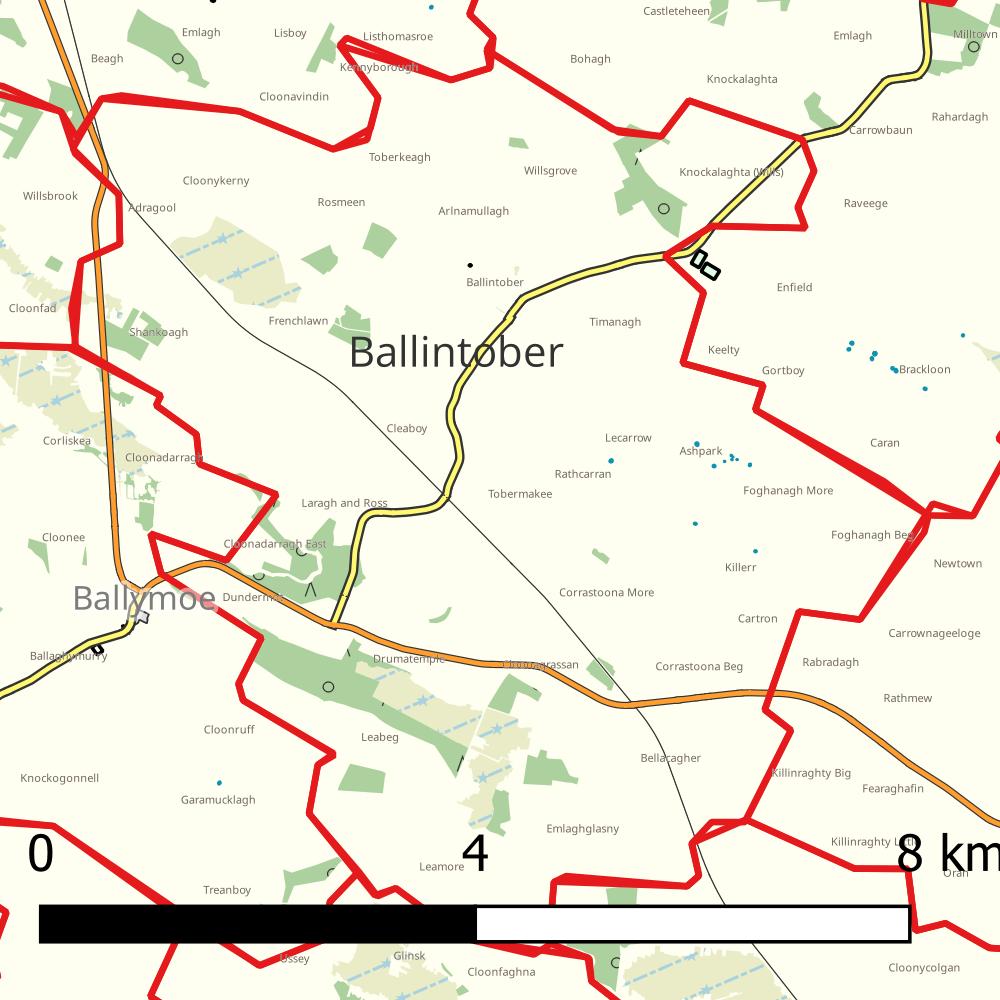 Castleteheen
Emlagh
Lisboy
Listhomasroe
Emlagh
Milltown
Beagh
Kennyborough
Bohagh
Knockalaghta
Cloonavindin
Rahardagh
Carrowbaun
Toberkeagh
Willsgrove
Knockalaghta (Wills)
Cloonykerny
Willsbrook
Rosmeen
Adragool
Arlnamullagh
Raveege
Ballintober
Enfield
Cloonfad
Frenchlawn
Timanagh
Shankoagh
Ballintober
Keelty
Gortboy
Brackloon
Cleaboy
Lecarrow
Corliskea
Caran
Ashpark
Cloonadarragh
Rathcarran
Foghanagh More
Tobermakee
Laragh and Ross
Foghanagh Beg
Cloonee
Cloonadarragh East
Newtown
Killerr
Ballymoe
Dundermot
Corrastoona More
Cartron
Carrownageeloge
Ballaghymurry
Drumatemple
Cloonagrassan
Corrastoona Beg
Rabradagh
Rathmew
Cloonruff
Leabeg
Bellacagher
Knockogonnell
Killinraghty Big
Fearaghafin
Garamucklagh
Emlaghglasny
Killinraghty Little
0 4 8 km
Leamore
Oran
Treanboy
Ussey
Glinsk
Cloonfaghna
Cloonycolgan